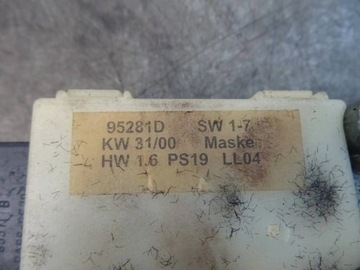 95281D SW 1-7
KW 31/00 Maske
HW 1.6 PS19 LL04